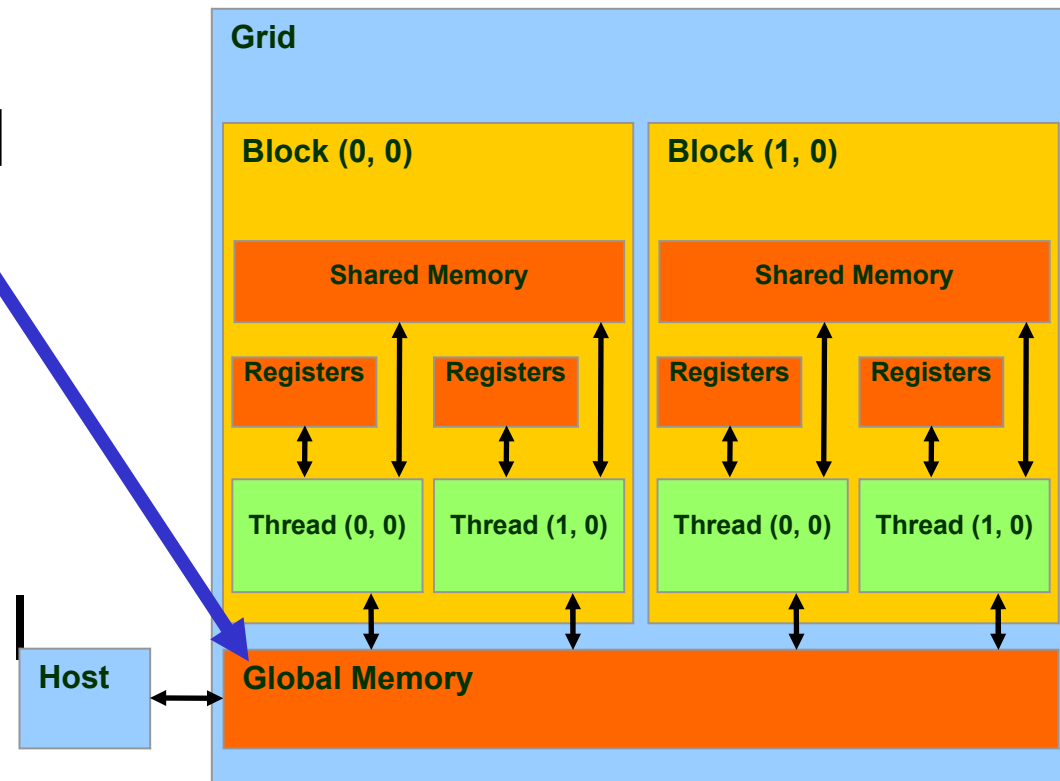 Grid
Block (0, 0)
Block (1, 0)
Shared Memory
Shared Memory
Registers
Registers
Registers
Registers
Thread (0, 0)
Thread (1, 0)
Thread (0, 0)
Thread (1, 0)
Host
Global Memory